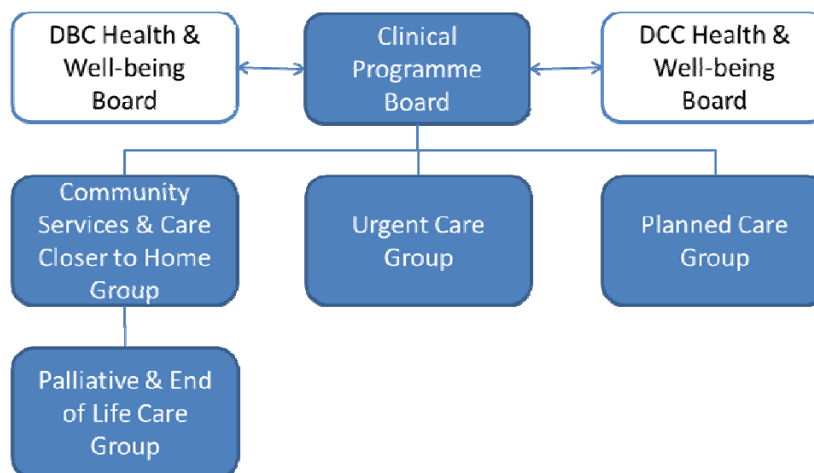 DBC Health &
Well-being
Board
Clinical
Programme
Board
DCC Health &
Well-being
Board
Community
Services & Care
Closer to Home
Group
Urgent Care
Group
Planned Care
Group
Palliative & End
of Life Care
Group